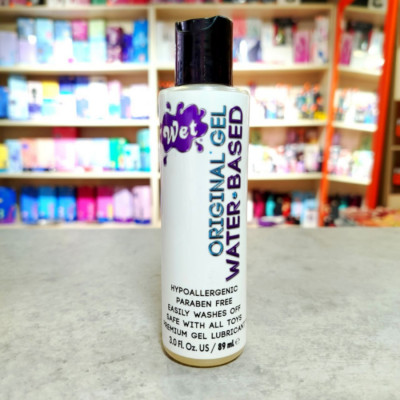 Wet
ORIGINAL GEL
WATER-BASED
HYPOALLERGENIC
PARABEN FREE
EASILY WASHES OFF
SAFE WITH ALL TOYS
PREMIUM GEL LUBRICANT
3.0 Fl. Oz. US / 89 mL e